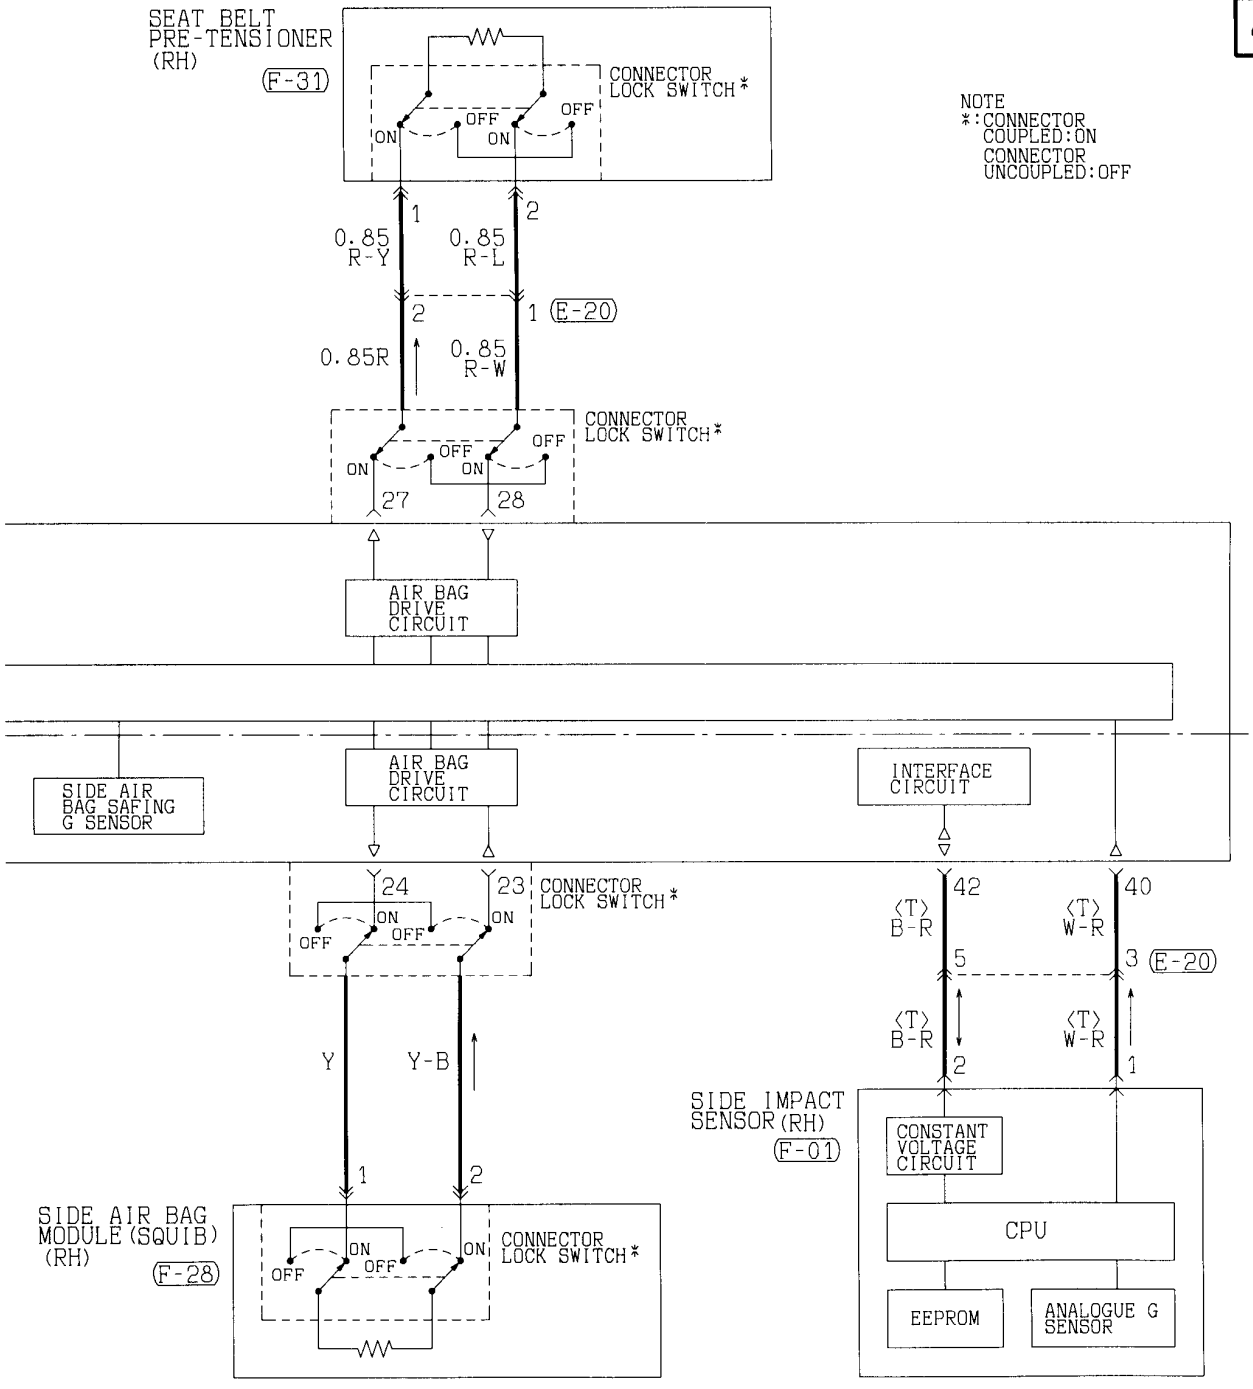 SEAT BELT
PRE-TENSIONER
(RH)
F-31
CONNECTOR
LOCK SWITCH*
ON
OFF
ON
OFF
NOTE
*:CONNECTOR
COUPLED:ON
CONNECTOR
UNCOUPLED:OFF
1
2
0.85
R-Y
0.85
R-L
2
1
E-20
0.85R
0.85
R-W
CONNECTOR
LOCK SWITCH*
ON
OFF
ON
OFF
27
28
AIR BAG
DRIVE
CIRCUIT
SIDE AIR
BAG SAFING
G SENSOR
AIR BAG
DRIVE
CIRCUIT
INTERFACE
CIRCUIT
24
23
CONNECTOR
LOCK SWITCH*
OFF
ON
OFF
ON
42
40
<T>
B-R
<T>
W-R
5
3
E-20
<T>
B-R
<T>
W-R
2
1
Y
Y-B
1
2
SIDE IMPACT
SENSOR(RH)
F-01
CONSTANT
VOLTAGE
CIRCUIT
CPU
EEPROM
ANALOGUE G
SENSOR
SIDE AIR BAG
MODULE(SQUIB)
(RH)
F-28
CONNECTOR
LOCK SWITCH*
OFF
ON
OFF
ON